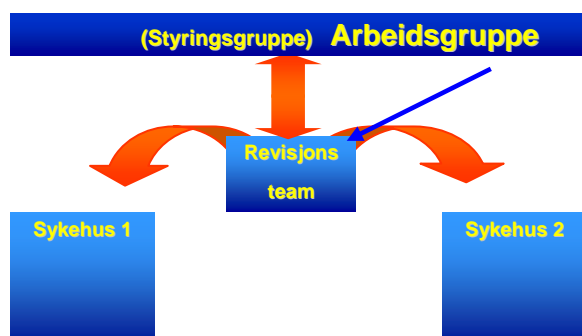 (Styringsgruppe) Arbeidsgruppe
Revisjons
team
Sykehus 1
Sykehus 2